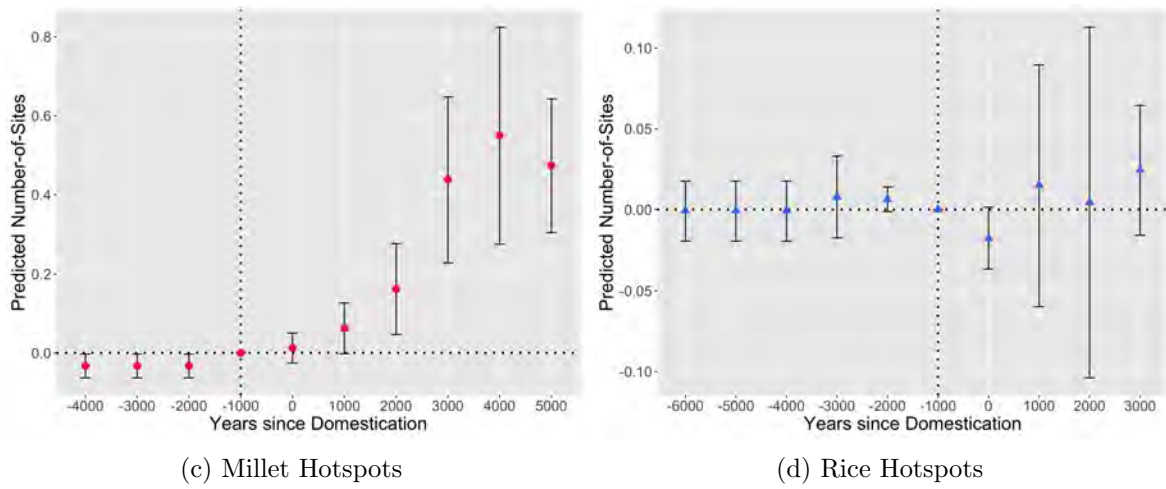 Predicted Number-of-Sites
0.8
0.6
0.4
0.2
0.0
-4000 -3000 -2000 -1000 0 1000 2000 3000 4000 5000
Years since Domestication
(c) Millet Hotspots
Predicted Number-of-Sites
0.10
0.05
0.00
-0.05
-0.10
-6000 -5000 -4000 -3000 -2000 -1000 0 1000 2000 3000
Years since Domestication
(d) Rice Hotspots